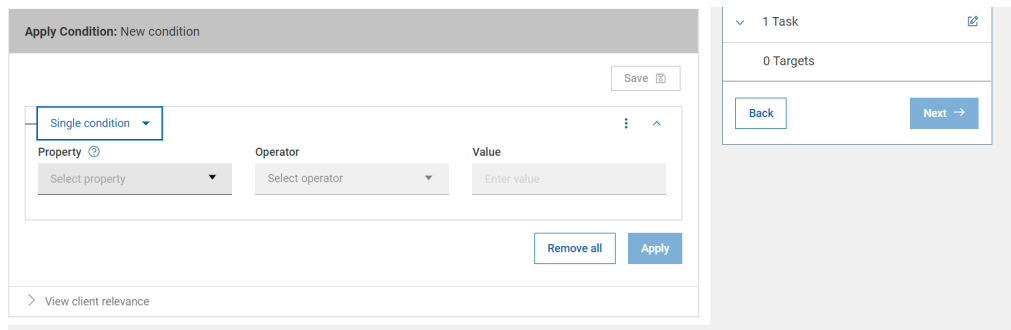 Apply Condition: New condition
Save
Single condition
Property
Operator
Value
Select property
Select operator
Enter value
Remove all
Apply
View client relevance
1 Task
0 Targets
Back
Next